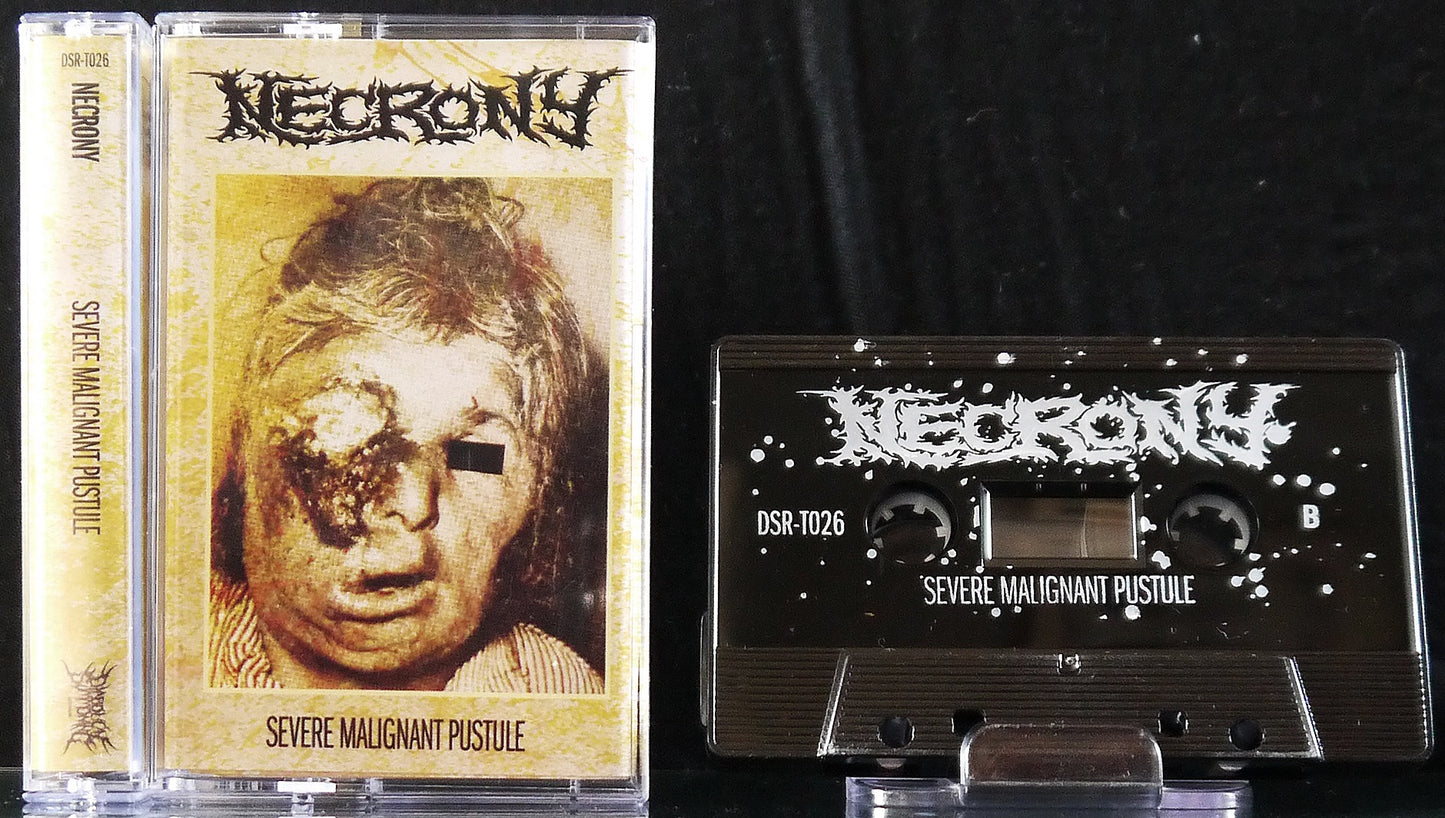 DSR-T026
NECRONY
SEVERE MALIGNANT PUSTULE
NECRONY
SEVERE MALIGNANT PUSTULE
NECRONY
DSR-T026
B
SEVERE MALIGNANT PUSTULE